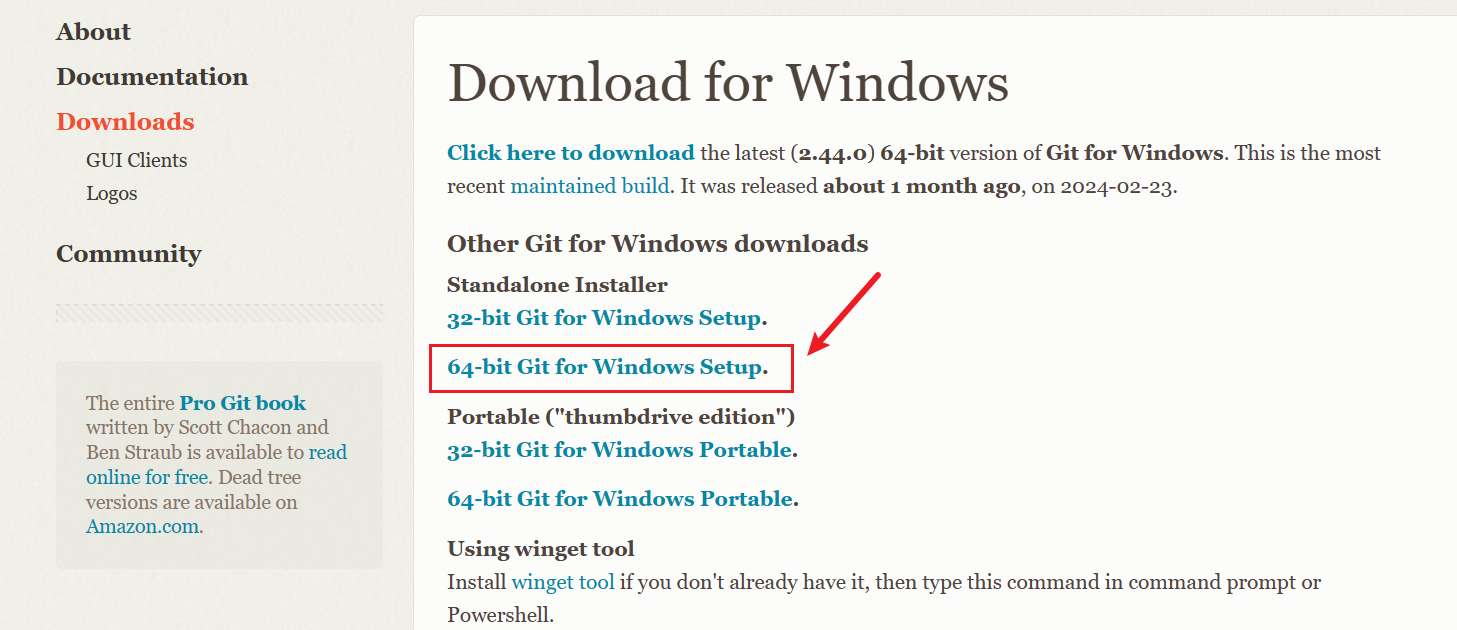 About
Documentation
Downloads
GUI Clients
Logos
Community
The entire Pro Git book
written by Scott Chacon and
Ben Straub is available to read
online for free. Dead tree
versions are available on
Amazon.com.
Download for Windows
Click here to download the latest (2.44.0) 64-bit version of Git for Windows. This is the most
recent maintained build. It was released about 1 month ago, on 2024-02-23.
Other Git for Windows downloads
Standalone Installer
32-bit Git for Windows Setup.
64-bit Git for Windows Setup.
Portable ("thumbdrive edition")
32-bit Git for Windows Portable.
64-bit Git for Windows Portable.
Using winget tool
Install winget tool if you don't already have it, then type this command in command prompt or
Powershell.